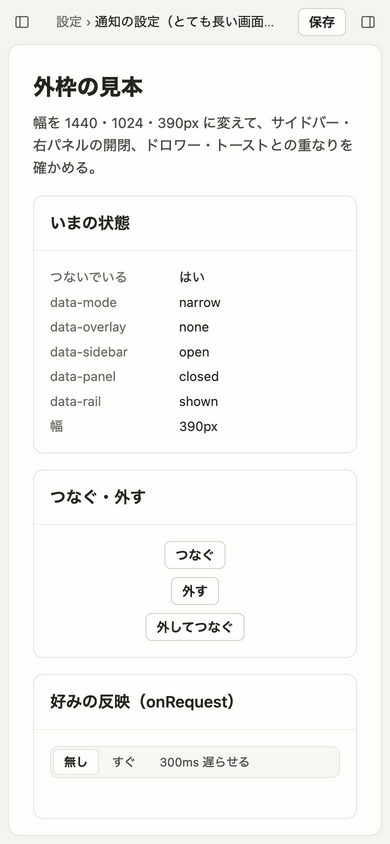 設定 › 通知の設定（とても長い画面… 保存
外枠の見本
幅を 1440・1024・390px に変えて、サイドバー・
右パネルの開閉、ドロワー・トーストとの重なりを
確かめる。
いまの状態
つないでいる はい
data-mode narrow
data-overlay none
data-sidebar open
data-panel closed
data-rail shown
幅 390px
つなぐ・外す
つなぐ
外す
外してつなぐ
好みの反映（onRequest）
無し すぐ 300ms 遅らせる